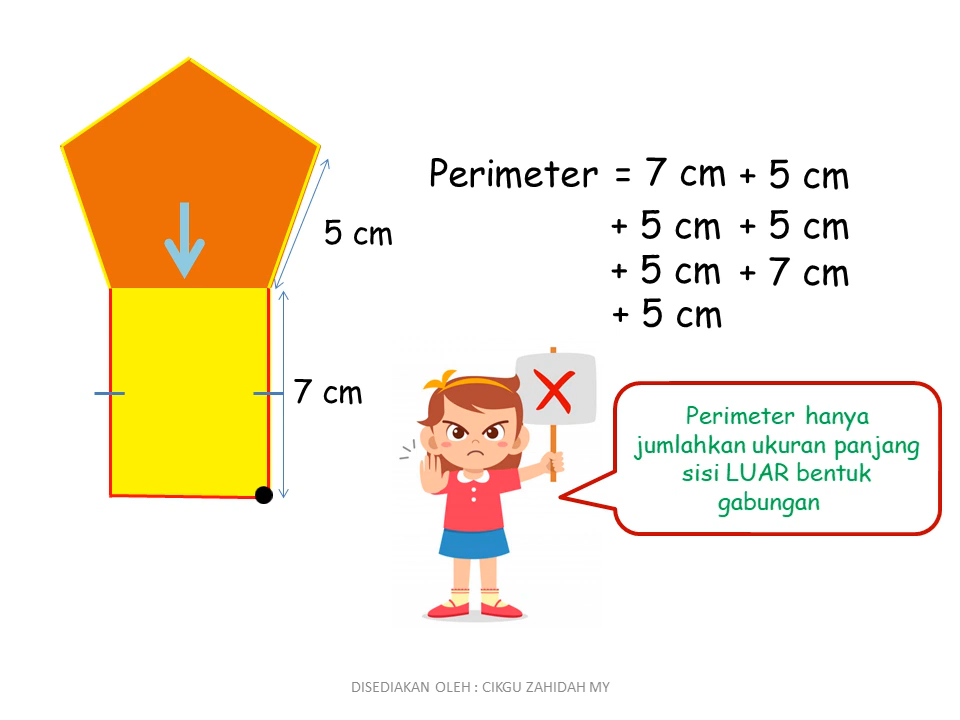 Perimeter = 7 cm + 5 cm
+ 5 cm + 5 cm
+ 5 cm + 7 cm
+ 5 cm
5 cm
7 cm
Perimeter hanya
jumlahkan ukuran panjang
sisi LUAR bentuk
gabungan
DISEDIAKAN OLEH : CIKGU ZAHIDAH MY